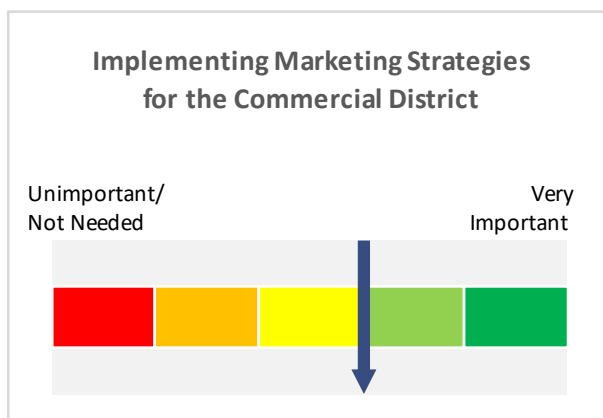 Implementing Marketing Strategies
for the Commercial District
Unimportant/
Not Needed
Very
Important